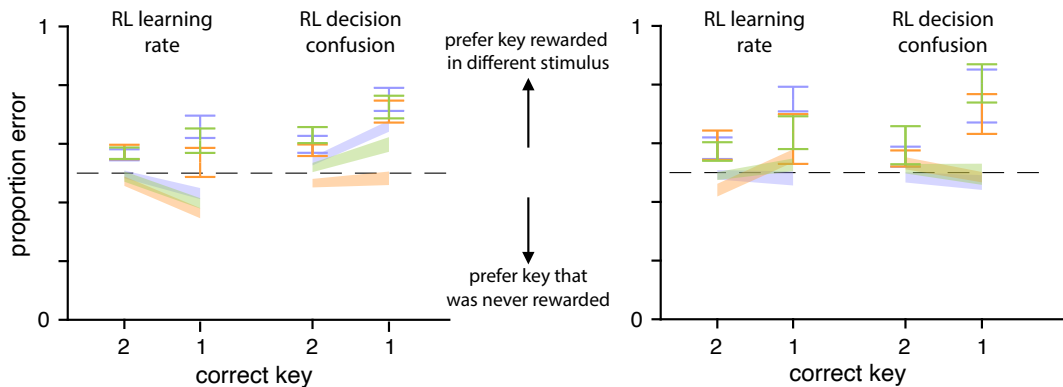 1
RL learning
rate
RL decision
confusion
proportion error
0
2
1
2
1
correct key
prefer key rewarded
in different stimulus
prefer key that
was never rewarded
1
RL learning
rate
RL decision
confusion
0
2
1
2
1
correct key